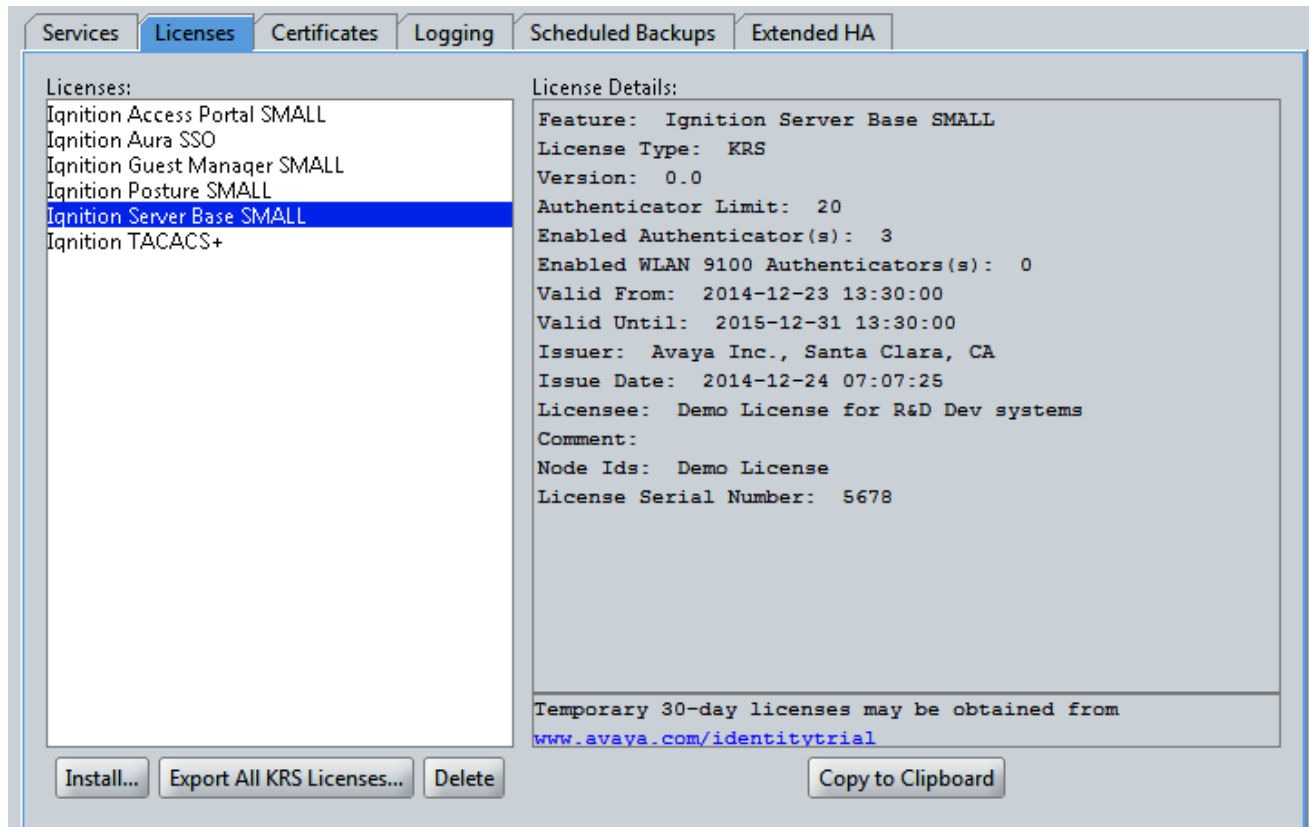 Services Licenses Certificates Logging Scheduled Backups Extended HA
Licenses:
Ignition Access Portal SMALL
Ignition Aura SSO
Ignition Guest Manager SMALL
Ignition Posture SMALL
Ignition Server Base SMALL
Ignition TACACS+
License Details:
Feature: Ignition Server Base SMALL
License Type: KRS
Version: 0.0
Authenticator Limit: 20
Enabled Authenticator(s): 3
Enabled WLAN 9100 Authenticators(s): 0
Valid From: 2014-12-23 13:30:00
Valid Until: 2015-12-31 13:30:00
Issuer: Avaya Inc., Santa Clara, CA
Issue Date: 2014-12-24 07:07:25
Licensee: Demo License for R&D Dev systems
Comment:
Node Ids: Demo License
License Serial Number: 5678
Temporary 30-day licenses may be obtained from
www.avaya.com/identitytrial
Install... Export All KRS Licenses... Delete Copy to Clipboard